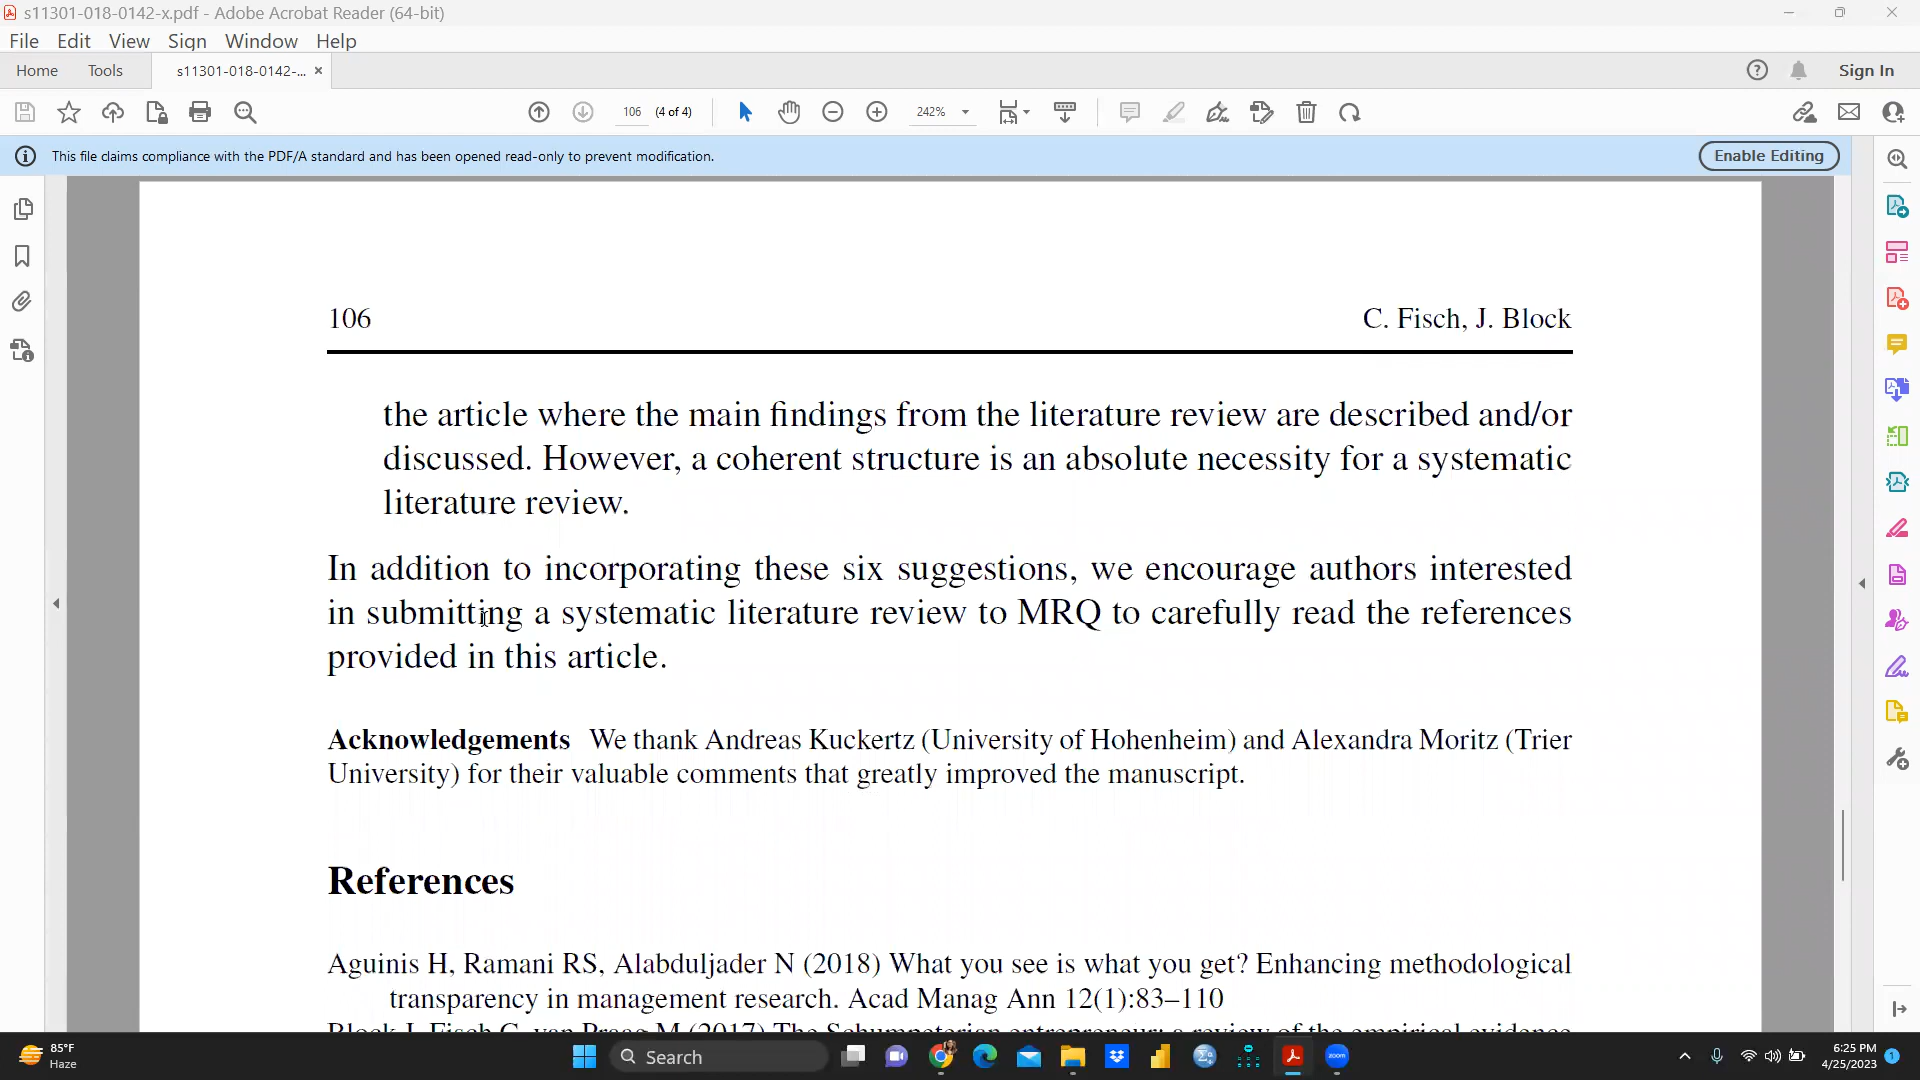 s11301-018-0142-x.pdf - Adobe Acrobat Reader (64-bit)
File Edit View Sign Window Help
Home Tools s11301-018-0142-... × Sign In
106 (4 of 4) 242%
This file claims compliance with the PDF/A standard and has been opened read-only to prevent modification. Enable Editing
106 C. Fisch, J. Block
the article where the main findings from the literature review are described and/or
discussed. However, a coherent structure is an absolute necessity for a systematic
literature review.
In addition to incorporating these six suggestions, we encourage authors interested
in submitting a systematic literature review to MRQ to carefully read the references
provided in this article.
Acknowledgements We thank Andreas Kuckertz (University of Hohenheim) and Alexandra Moritz (Trier
University) for their valuable comments that greatly improved the manuscript.
References
Aguinis H, Ramani RS, Alabduljader N (2018) What you see is what you get? Enhancing methodological
transparency in management research. Acad Manag Ann 12(1):83–110
Block J, Fisch C, van Praag M (2017) The Schumpeterian entrepreneur: a review of the empirical evidence
85°F
Haze
Search
zoom
6:25 PM
4/25/2023
1